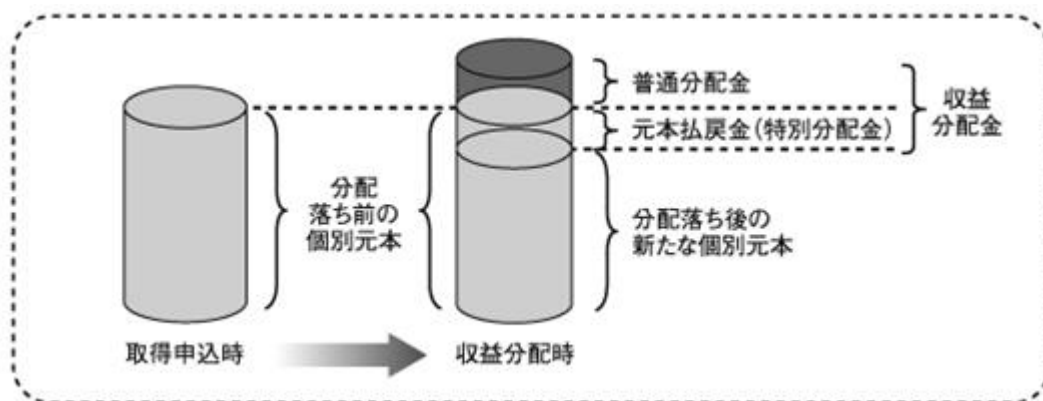 普通分配金
収益
分配金
元本払戻金（特別分配金）
分配
落ち前の
個別元本
分配落ち後の
新たな個別元本
取得申込時
収益分配時